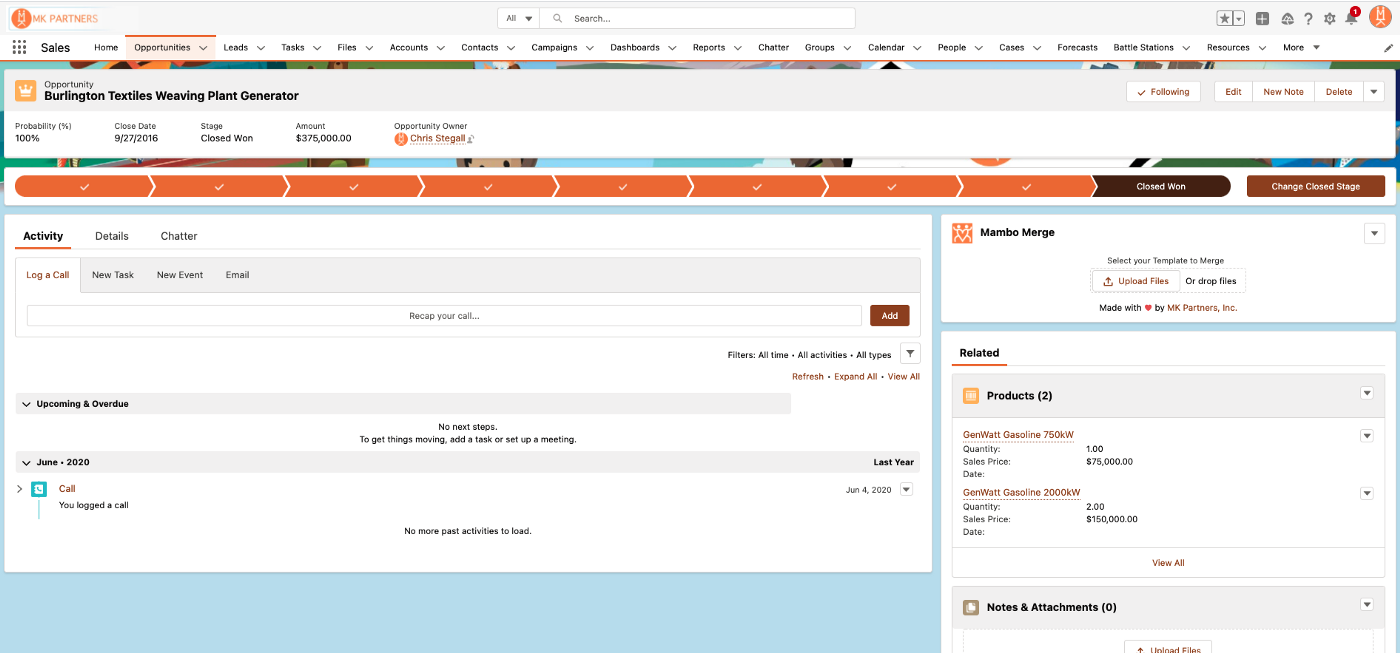 MK PARTNERS
All
Search...
1
Sales
Home Opportunities Leads Tasks Files Accounts Contacts Campaigns Dashboards Reports Chatter Groups Calendar People Cases Forecasts Battle Stations Resources More
Opportunity
Burlington Textiles Weaving Plant Generator
Following Edit New Note Delete
Probability (%) Close Date Stage Amount Opportunity Owner
100% 9/27/2016 Closed Won $375,000.00 Chris Stegall
Closed Won
Change Closed Stage
Activity Details Chatter
Log a Call New Task New Event Email
Recap your call...
Add
Filters: All time • All activities • All types
Refresh • Expand All • View All
Upcoming & Overdue
No next steps.
To get things moving, add a task or set up a meeting.
June • 2020 Last Year
Call Jun 4, 2020
You logged a call
No more past activities to load.
Mambo Merge
Select your Template to Merge
Upload Files Or drop files
Made with ❤ by MK Partners, Inc.
Related
Products (2)
GenWatt Gasoline 750kW
Quantity: 1.00
Sales Price: $75,000.00
Date:
GenWatt Gasoline 2000kW
Quantity: 2.00
Sales Price: $150,000.00
Date:
View All
Notes & Attachments (0)
Upload Files